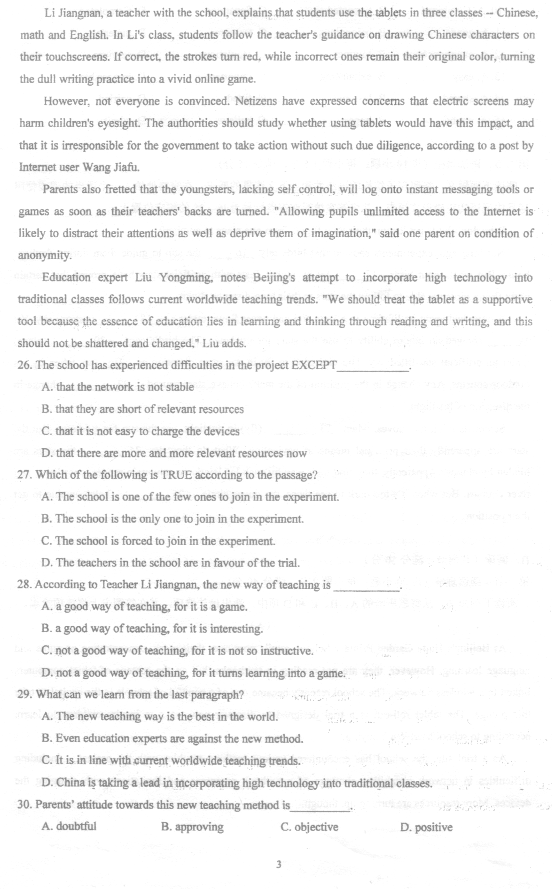 Li Jiangnan, a teacher with the school, explains that students use the tablets in three classes -- Chinese,
math and English. In Li's class, students follow the teacher's guidance on drawing Chinese characters on
their touchscreens. If correct, the strokes turn red, while incorrect ones remain their original color, turning
the dull writing practice into a vivid online game.
However, not everyone is convinced. Netizens have expressed concerns that electric screens may
harm children's eyesight. The authorities should study whether using tablets would have this impact, and
that it is irresponsible for the government to take action without such due diligence, according to a post by
Internet user Wang Jiafu.
Parents also fretted that the youngsters, lacking self control, will log onto instant messaging tools or
games as soon as their teachers' backs are turned. "Allowing pupils unlimited access to the Internet is
likely to distract their attentions as well as deprive them of imagination," said one parent on condition of
anonymity.
Education expert Liu Yongming, notes Beijing's attempt to incorporate high technology into
traditional classes follows current worldwide teaching trends. "We should treat the tablet as a supportive
tool because the essence of education lies in learning and thinking through reading and writing, and this
should not be shattered and changed," Liu adds.
26. The school has experienced difficulties in the project EXCEPT____________.
A. that the network is not stable
B. that they are short of relevant resources
C. that it is not easy to charge the devices
D. that there are more and more relevant resources now
27. Which of the following is TRUE according to the passage?
A. The school is one of the few ones to join in the experiment.
B. The school is the only one to join in the experiment.
C. The school is forced to join in the experiment.
D. The teachers in the school are in favour of the trial.
28. According to Teacher Li Jiangnan, the new way of teaching is ___________.
A. a good way of teaching, for it is a game.
B. a good way of teaching, for it is interesting.
C. not a good way of teaching, for it is not so instructive.
D. not a good way of teaching, for it turns learning into a game.
29. What can we learn from the last paragraph?
A. The new teaching way is the best in the world.
B. Even education experts are against the new method.
C. It is in line with current worldwide teaching trends.
D. China is taking a lead in incorporating high technology into traditional classes.
30. Parents' attitude towards this new teaching method is__________.
A. doubtful B. approving C. objective D. positive
3